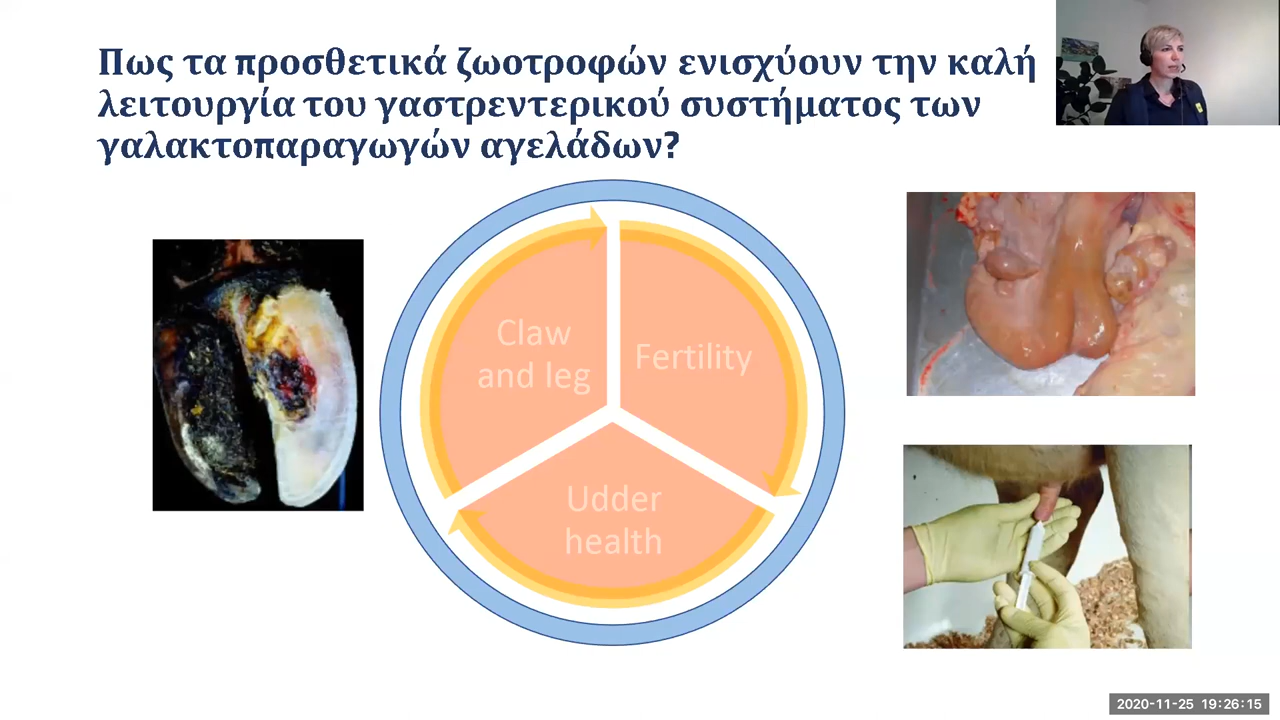 Πως τα προσθετικά ζωοτροφών ενισχύουν την καλή
λειτουργία του γαστρεντερικού συστήματος των
γαλακτοπαραγωγών αγελάδων?
Claw
and leg
Fertility
Udder
health
2020-11-25 19:26:15